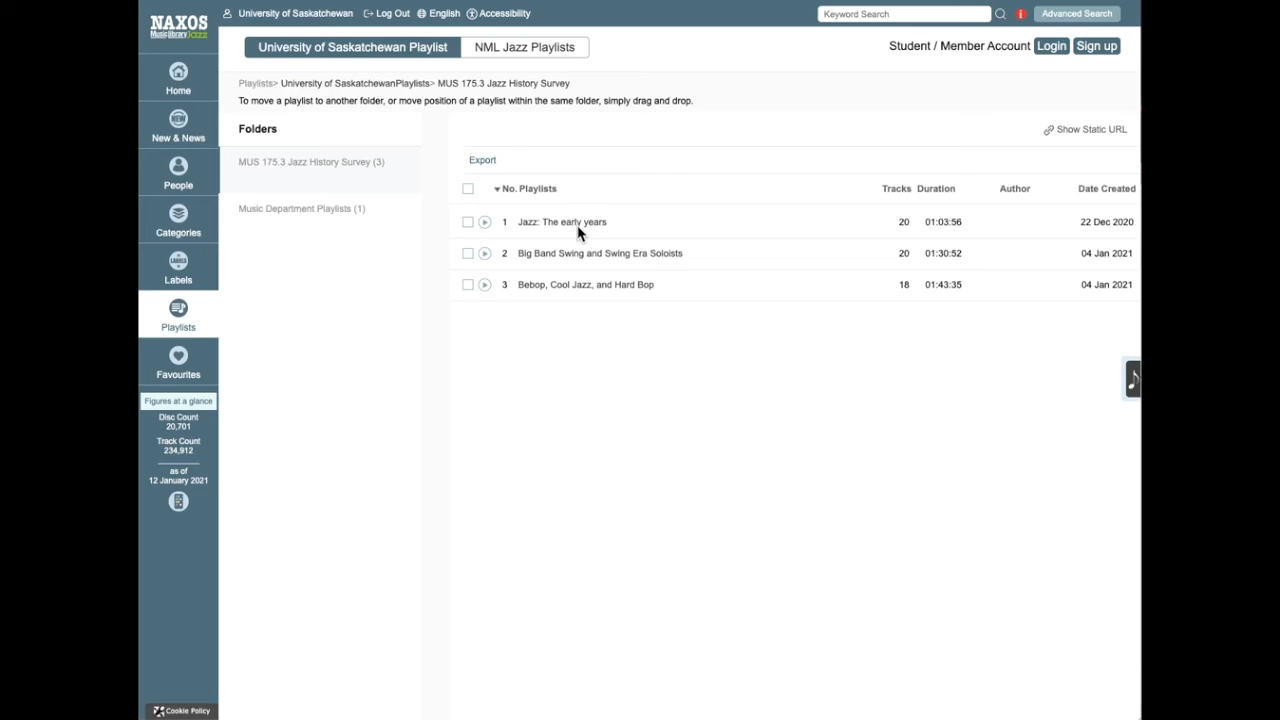 NAXOS
MusicLibrary Jazz
University of Saskatchewan Log Out English Accessibility
Keyword Search
Advanced Search
University of Saskatchewan Playlist NML Jazz Playlists
Student / Member Account Login Sign up
Playlists> University of SaskatchewanPlaylists> MUS 175.3 Jazz History Survey
To move a playlist to another folder, or move position of a playlist within the same folder, simply drag and drop.
Home
New & News
People
Categories
LABELS
Labels
Playlists
Favourites
Figures at a glance
Disc Count
20,701
Track Count
234,912
as of
12 January 2021
Cookie Policy
Folders
MUS 175.3 Jazz History Survey (3)
Music Department Playlists (1)
Show Static URL
Export
No. Playlists Tracks Duration Author Date Created
1 Jazz: The early years 20 01:03:56 22 Dec 2020
2 Big Band Swing and Swing Era Soloists 20 01:30:52 04 Jan 2021
3 Bebop, Cool Jazz, and Hard Bop 18 01:43:35 04 Jan 2021